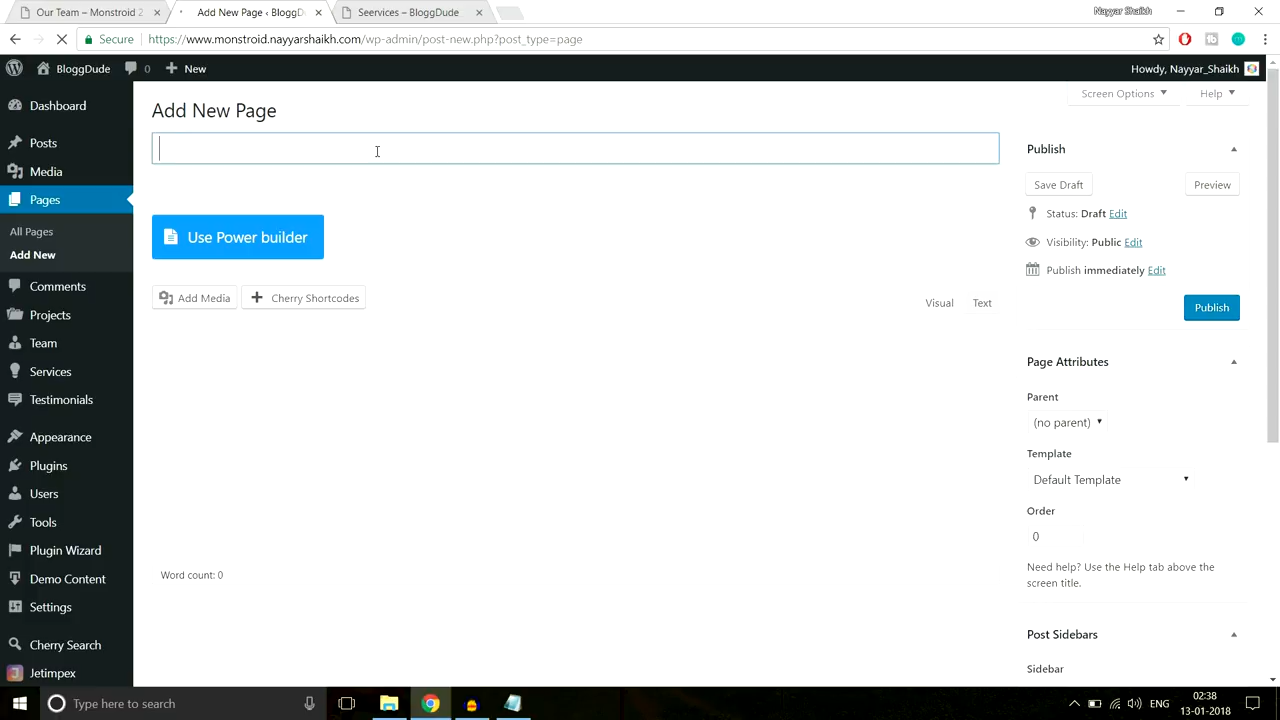 Our Team – Monstroid 2
Add New Page ‹ BloggD
Seervices – BloggDude
Nayyar Shaikh
Secure
https://www.monstroid.nayyarshaikh.com/wp-admin/post-new.php?post_type=page
BloggDude
0
New
Howdy, Nayyar_Shaikh
Dashboard
Posts
Media
Pages
All Pages
Add New
Comments
Projects
Team
Services
Testimonials
Appearance
Plugins
Users
Tools
Plugin Wizard
Demo Content
Settings
Cherry Search
Jetimpex
Screen Options
Help
Add New Page
Use Power builder
Add Media
Cherry Shortcodes
Visual
Text
Word count: 0
Publish
Save Draft
Preview
Status: Draft Edit
Visibility: Public Edit
Publish immediately Edit
Publish
Page Attributes
Parent
(no parent)
Template
Default Template
Order
0
Need help? Use the Help tab above the
screen title.
Post Sidebars
Sidebar
Type here to search
ENG
02:38
13-01-2018